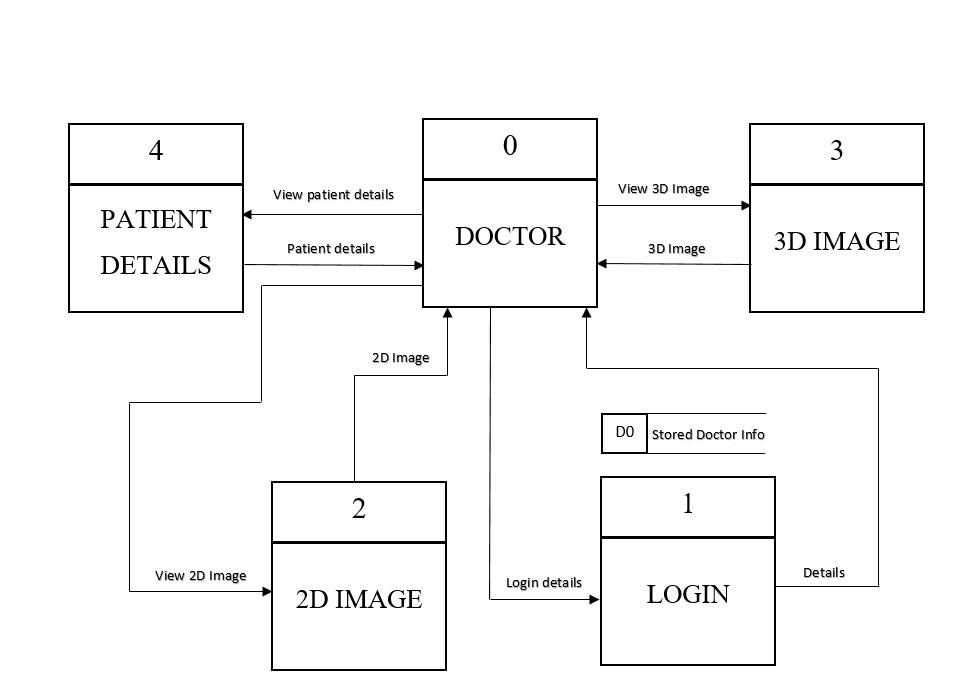 4
PATIENT
DETAILS
View patient details
Patient details
0
DOCTOR
View 3D Image
3D Image
3
3D IMAGE
2D Image
D0
Stored Doctor Info
View 2D Image
2
2D IMAGE
Login details
1
LOGIN
Details